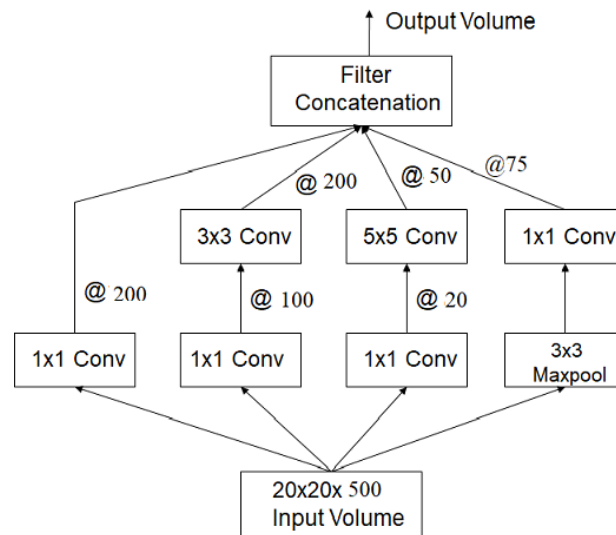 Output Volume
Filter
Concatenation
@ 200
@ 50
@75
3x3 Conv
5x5 Conv
1x1 Conv
@ 200
@ 100
@ 20
1x1 Conv
1x1 Conv
1x1 Conv
3x3
Maxpool
20x20x 500
Input Volume